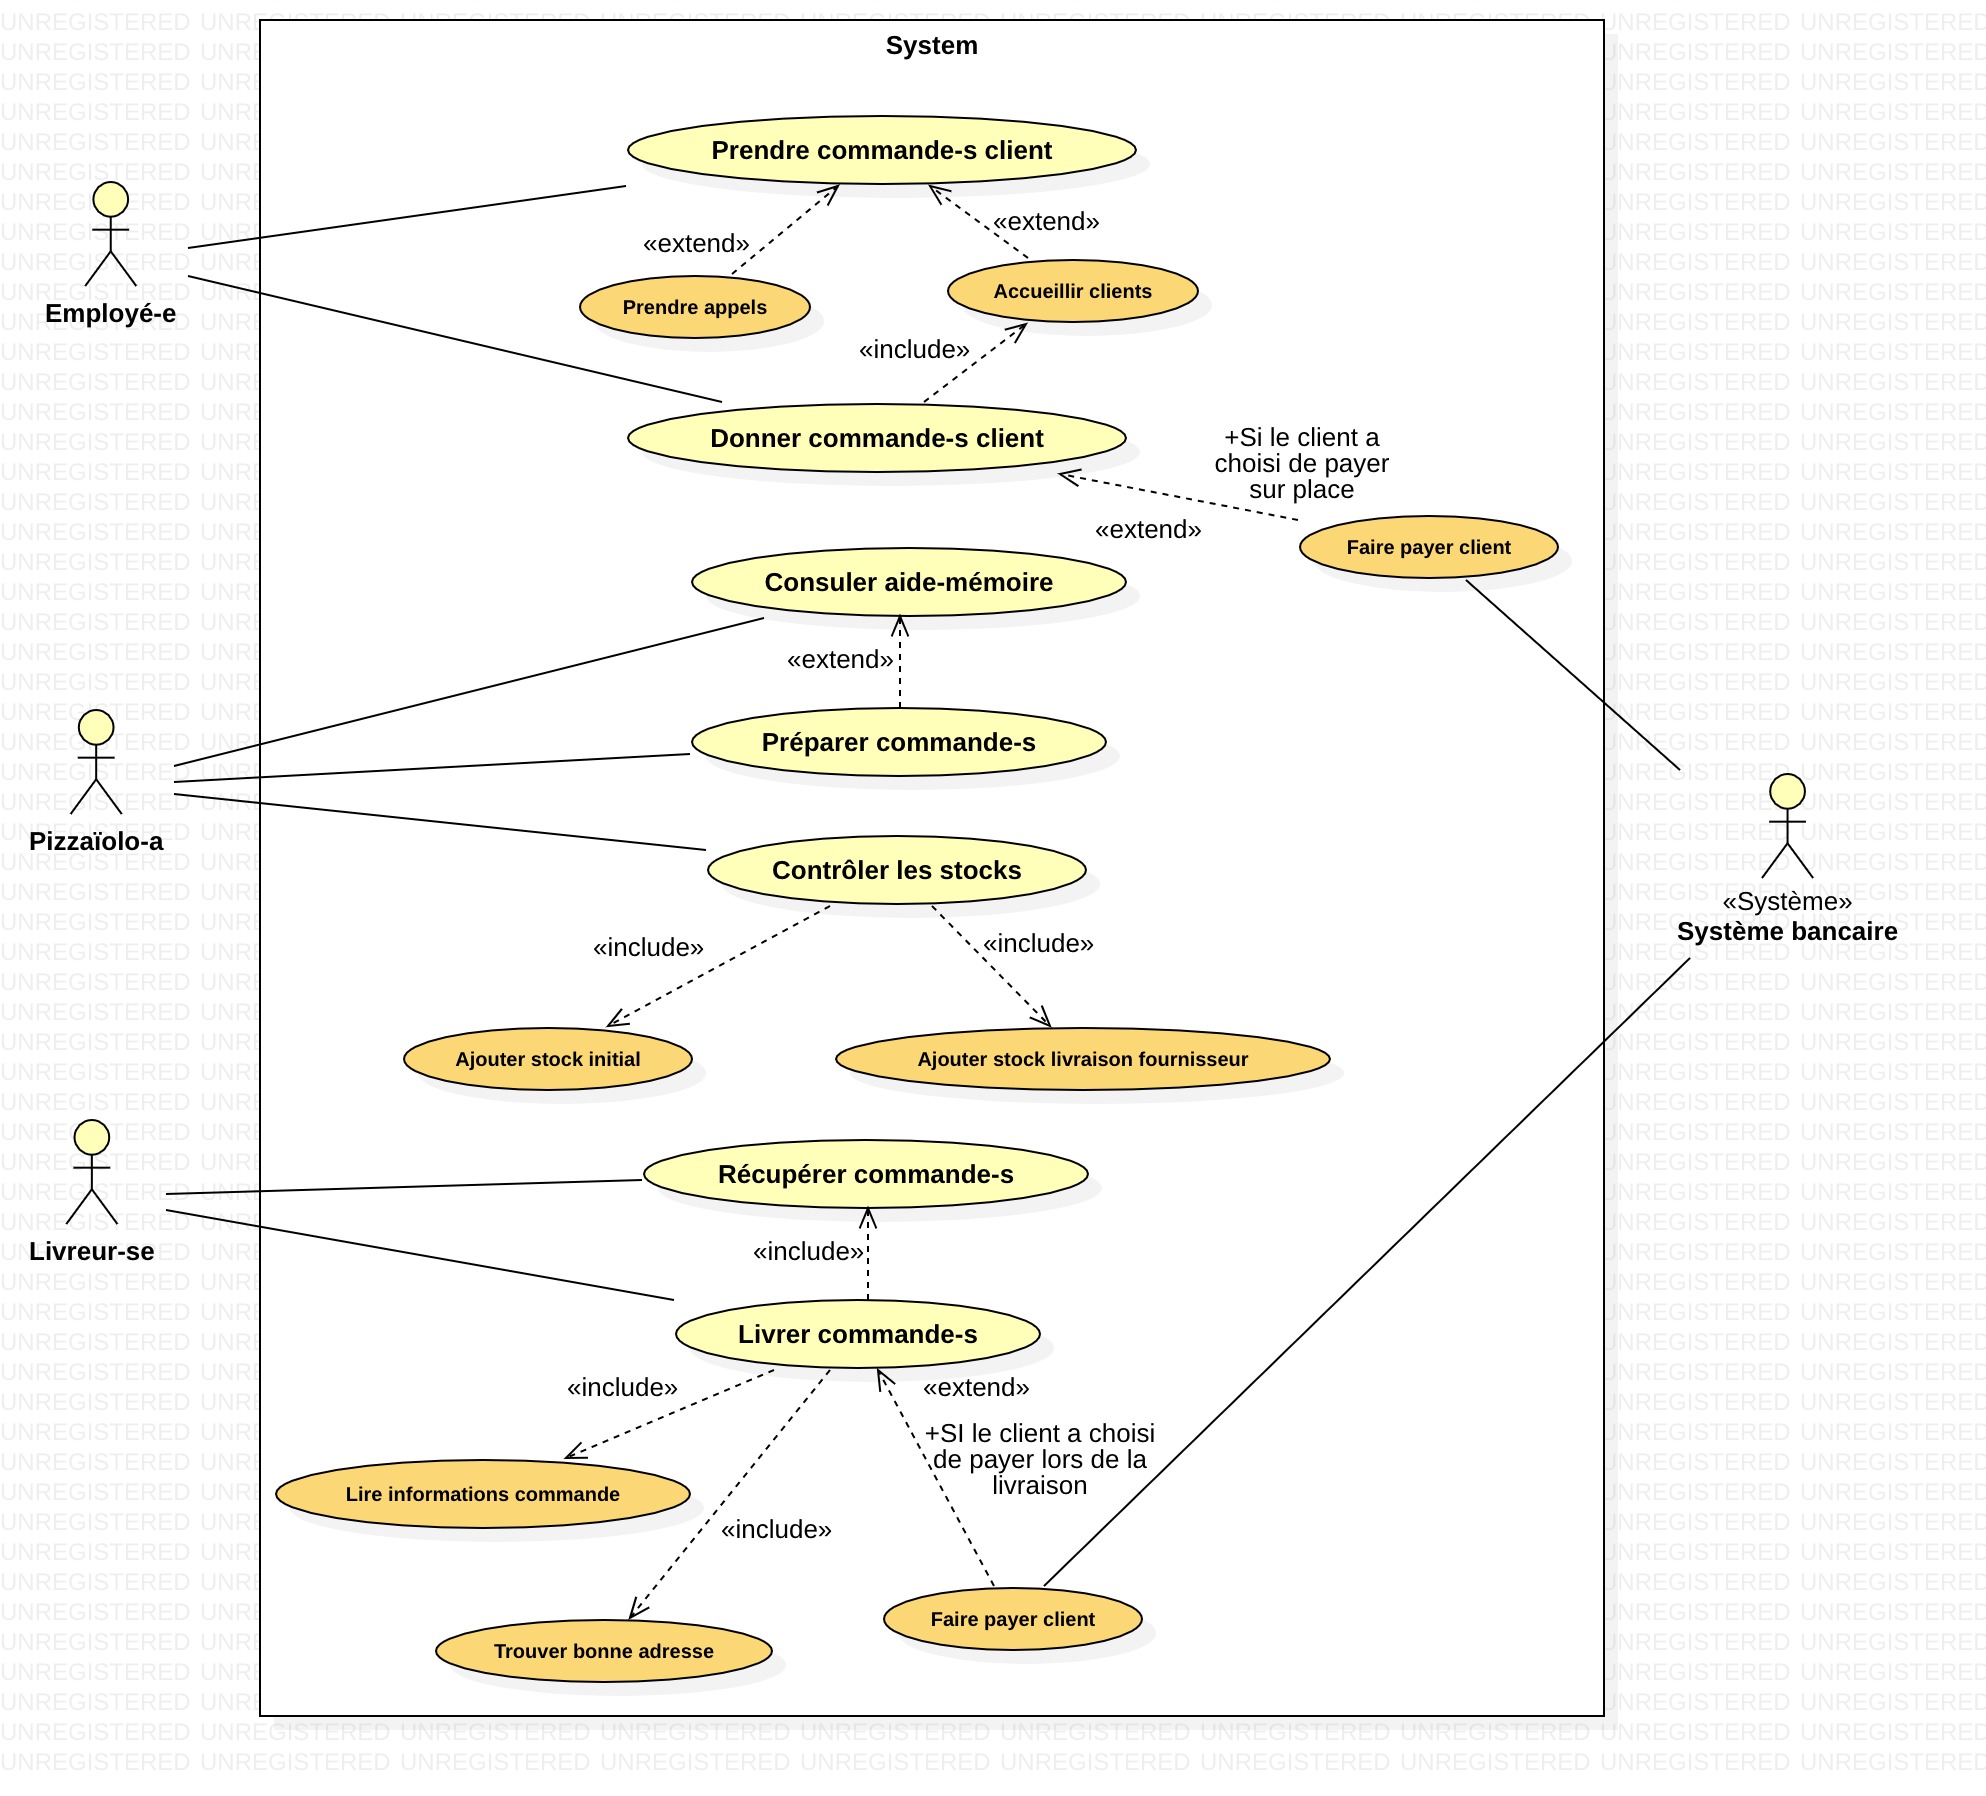 System
Prendre commande-s client
«extend»
«extend»
Employé-e
Prendre appels
Accueillir clients
«include»
Donner commande-s client
+Si le client a
choisi de payer
sur place
«extend»
Faire payer client
Consuler aide-mémoire
«extend»
Préparer commande-s
Pizzaïolo-a
Contrôler les stocks
«Système»
Système bancaire
«include»
«include»
Ajouter stock initial
Ajouter stock livraison fournisseur
Récupérer commande-s
Livreur-se
«include»
Livrer commande-s
«include»
«extend»
+SI le client a choisi
de payer lors de la
livraison
Lire informations commande
«include»
Faire payer client
Trouver bonne adresse
UNREGISTERED UNREGISTERED UNREGISTERED UNREGISTERED UNREGISTERED UNREGISTERED UNREGISTERED UNREGISTERED UNREGISTERED UNREGISTERED